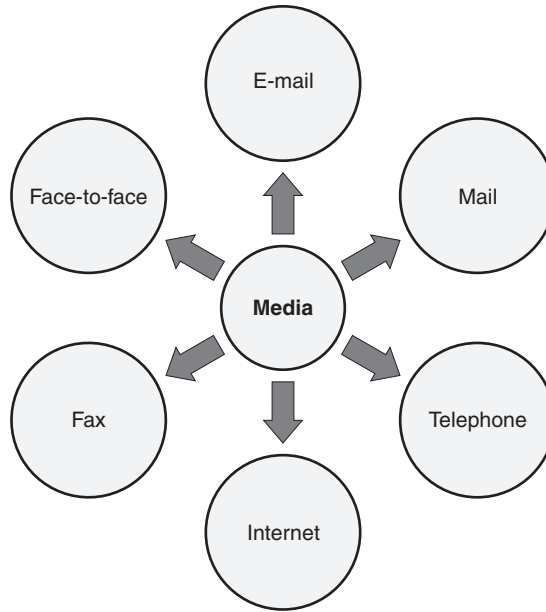 E-mail
Face-to-face
Mail
Media
Fax
Telephone
Internet